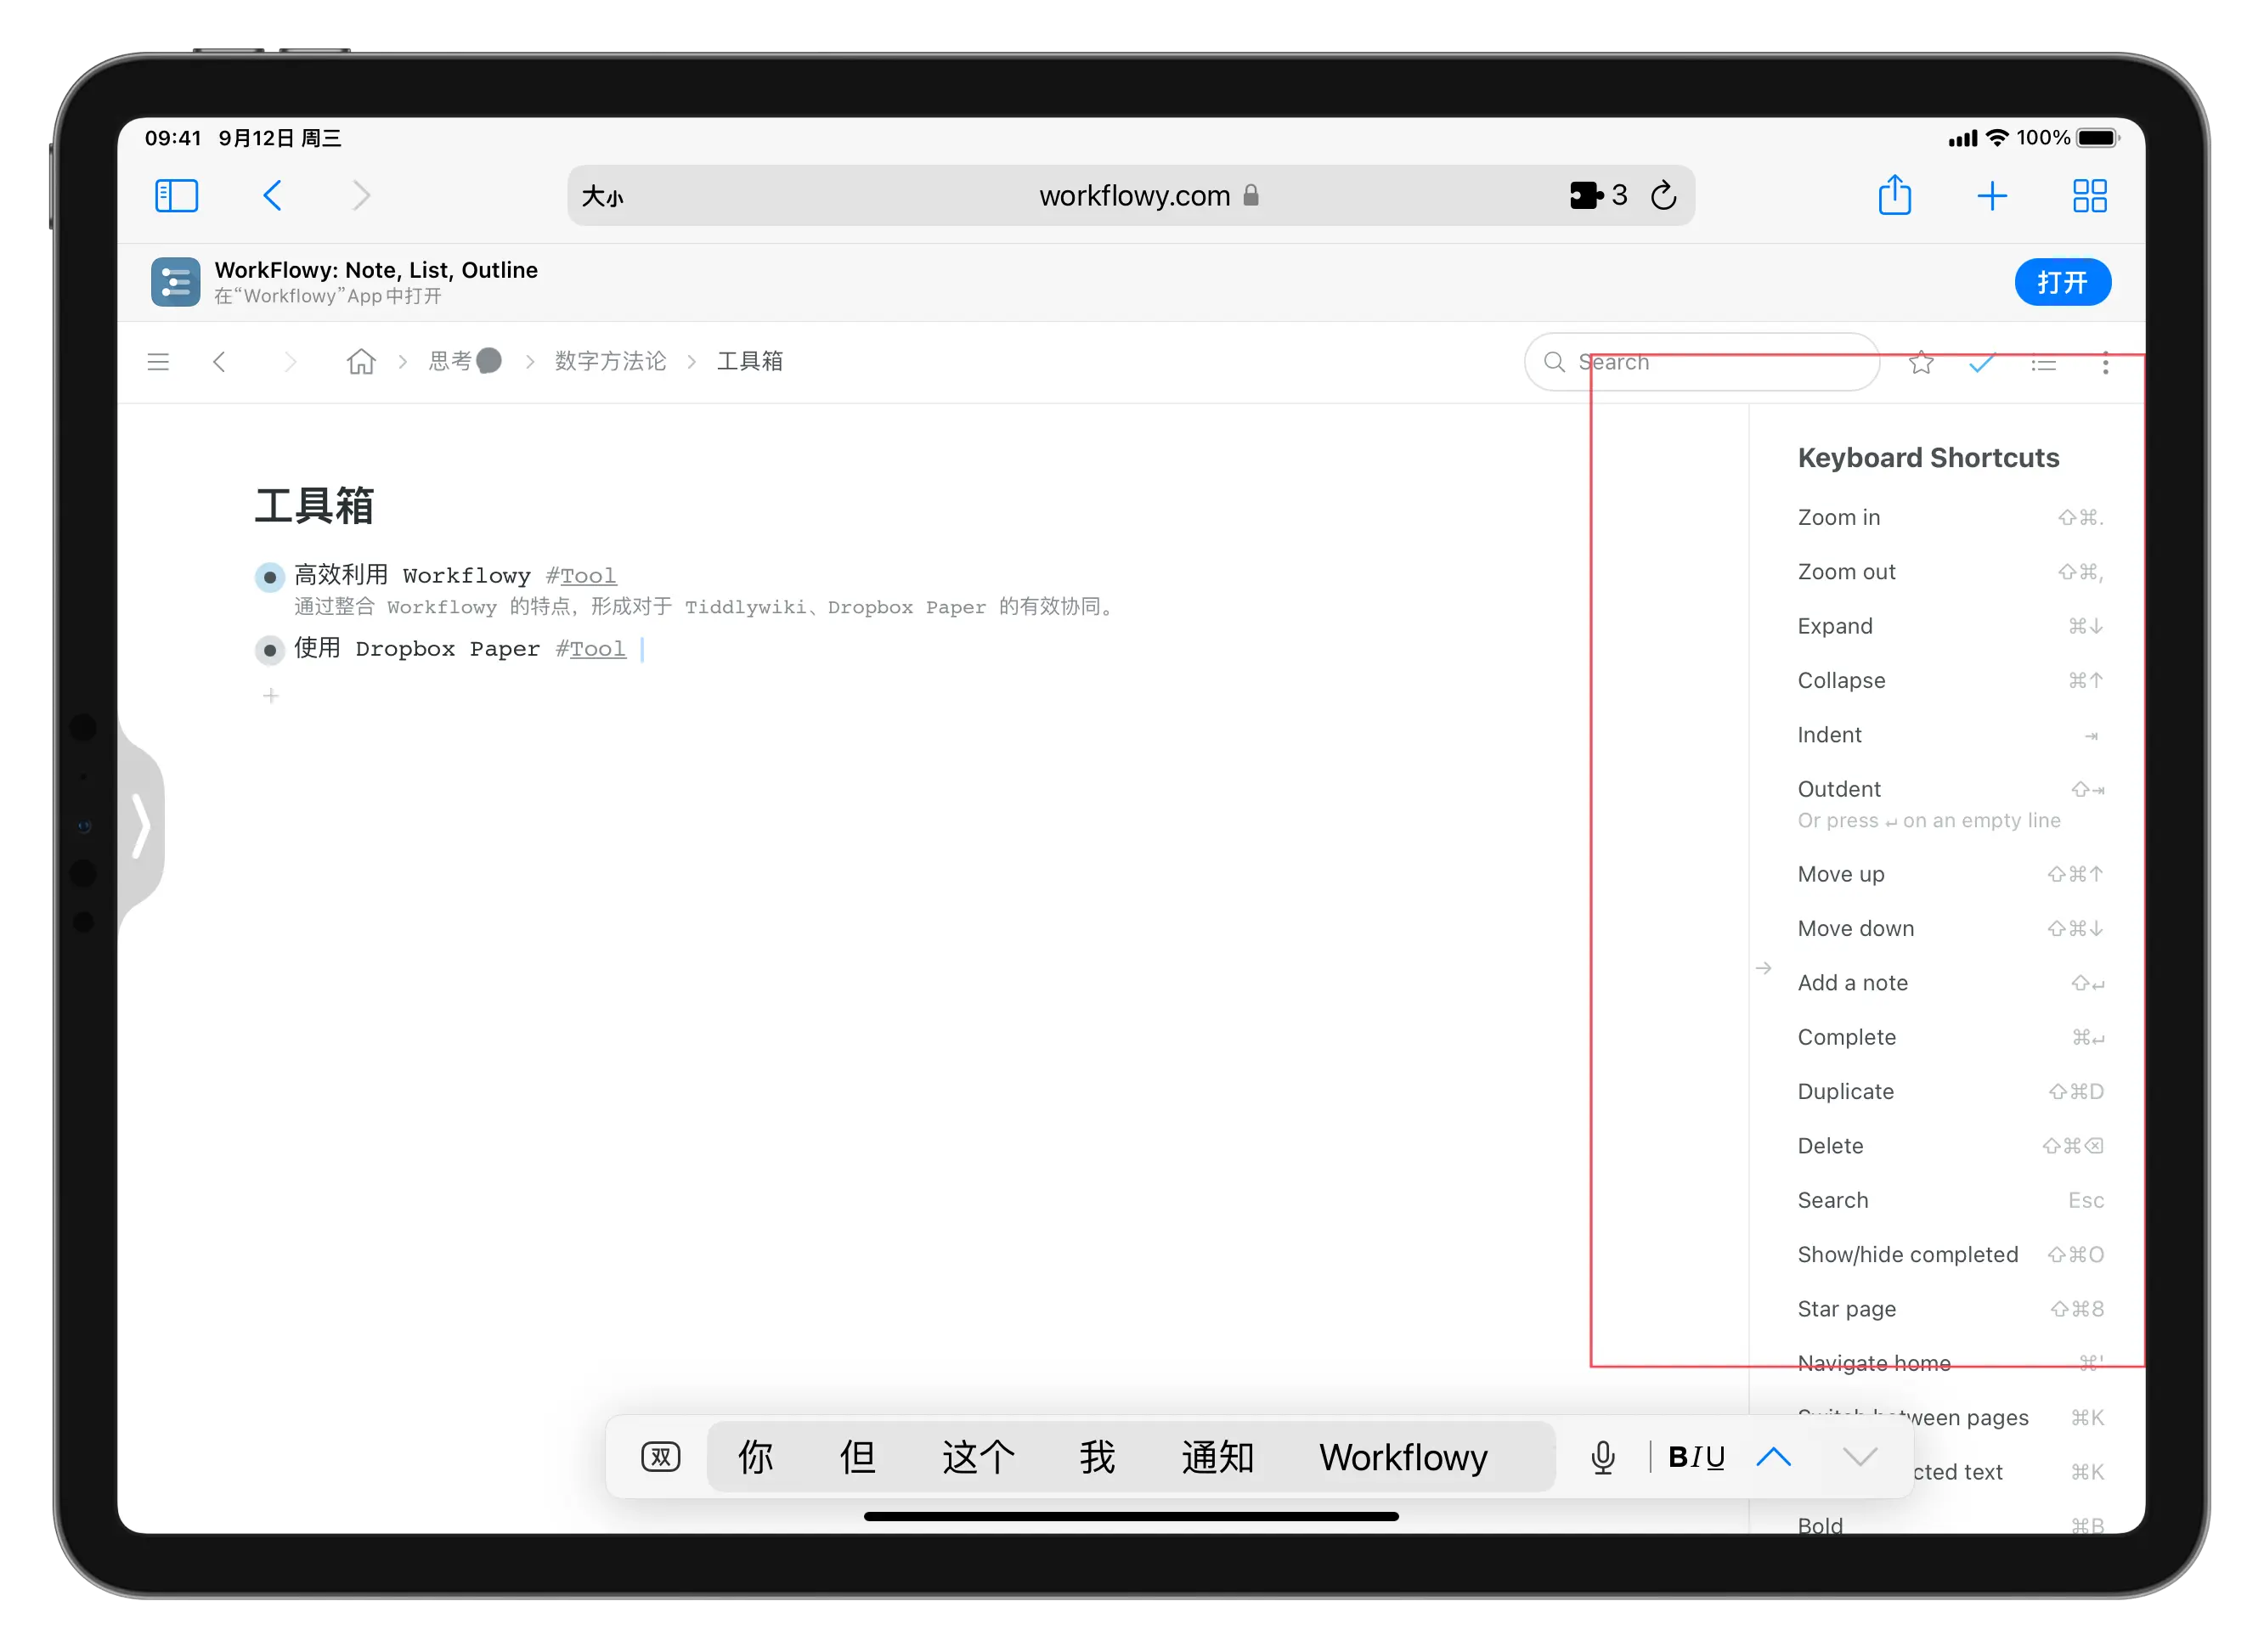 09:41 9月12日 周三
100%
大小
workflowy.com
3
WorkFlowy: Note, List, Outline
在“Workflowy”App 中打开
打开
思考 > 数字方法论 > 工具箱
Search
工具箱
高效利用 Workflowy #Tool
通过整合 Workflowy 的特点，形成对于 Tiddlywiki、Dropbox Paper 的有效协同。
使用 Dropbox Paper #Tool
Keyboard Shortcuts
Zoom in ⇧⌘.
Zoom out ⇧⌘,
Expand ⌘↓
Collapse ⌘↑
Indent ⇥
Outdent ⇧⇥
Or press ↵ on an empty line
Move up ⇧⌘↑
Move down ⇧⌘↓
Add a note ⇧↵
Complete ⌘↵
Duplicate ⇧⌘D
Delete ⇧⌘⌫
Search Esc
Show/hide completed ⇧⌘O
Star page ⇧⌘8
Navigate home ⌘'
Switch between pages ⌘K
cted text ⌘K
Bold ⌘B
双 你 但 这个 我 通知 Workflowy BIU